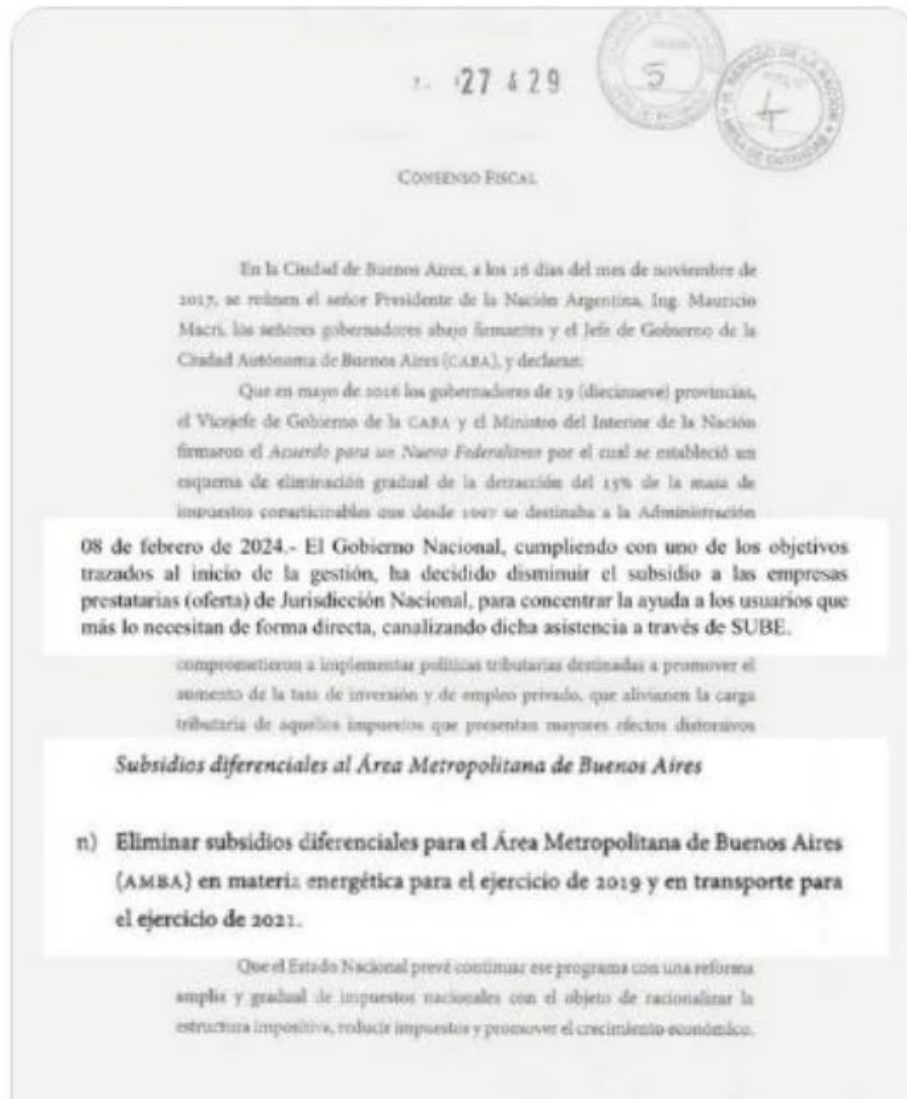 27429
5
4
SENADO DE LA NACION
MESA DE ENTRADAS
CONSENSO FISCAL
En la Ciudad de Buenos Aires, a los 16 días del mes de noviembre de
2017, se reúnen el señor Presidente de la Nación Argentina, Ing. Mauricio
Macri, los señores gobernadores abajo firmantes y el Jefe de Gobierno de la
Ciudad Autónoma de Buenos Aires (CABA), y declaran:
Que en mayo de 2016 los gobernadores de 19 (diecinueve) provincias,
el Vicejefe de Gobierno de la CABA y el Ministro del Interior de la Nación
firmaron el Acuerdo para un Nuevo Federalismo por el cual se estableció un
esquema de eliminación gradual de la detracción del 15% de la masa de
impuestos coparticipables que desde 1992 se destinaba a la Administración
08 de febrero de 2024.- El Gobierno Nacional, cumpliendo con uno de los objetivos
trazados al inicio de la gestión, ha decidido disminuir el subsidio a las empresas
prestatarias (oferta) de Jurisdicción Nacional, para concentrar la ayuda a los usuarios que
más lo necesitan de forma directa, canalizando dicha asistencia a través de SUBE.
comprometieron a implementar políticas tributarias destinadas a promover el
aumento de la tasa de inversión y de empleo privado, que alivianen la carga
tributaria de aquellos impuestos que presentan mayores efectos distorsivos
Subsidios diferenciales al Área Metropolitana de Buenos Aires
n) Eliminar subsidios diferenciales para el Área Metropolitana de Buenos Aires
(AMBA) en materia energética para el ejercicio de 2019 y en transporte para
el ejercicio de 2021.
Que el Estado Nacional prevé continuar ese programa con una reforma
amplia y gradual de impuestos nacionales con el objeto de racionalizar la
estructura impositiva, reducir impuestos y promover el crecimiento económico.